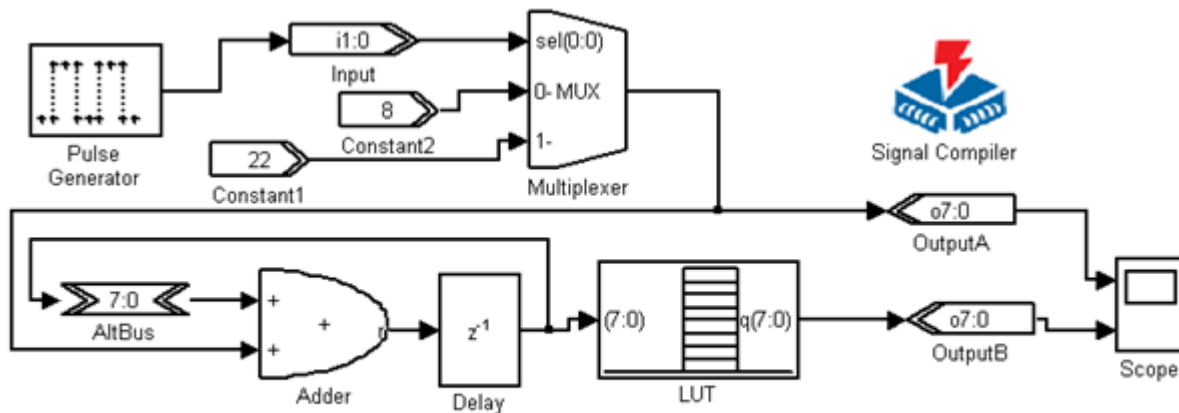 i1:0
Input
Pulse
Generator
8
Constant2
22
Constant1
sel(0:0)
0- MUX
1-
Multiplexer
Signal Compiler
o7:0
OutputA
7:0
AltBus
+
+
+
r
Adder
z-1
Delay
(7:0)
q(7:0)
LUT
o7:0
OutputB
Scope